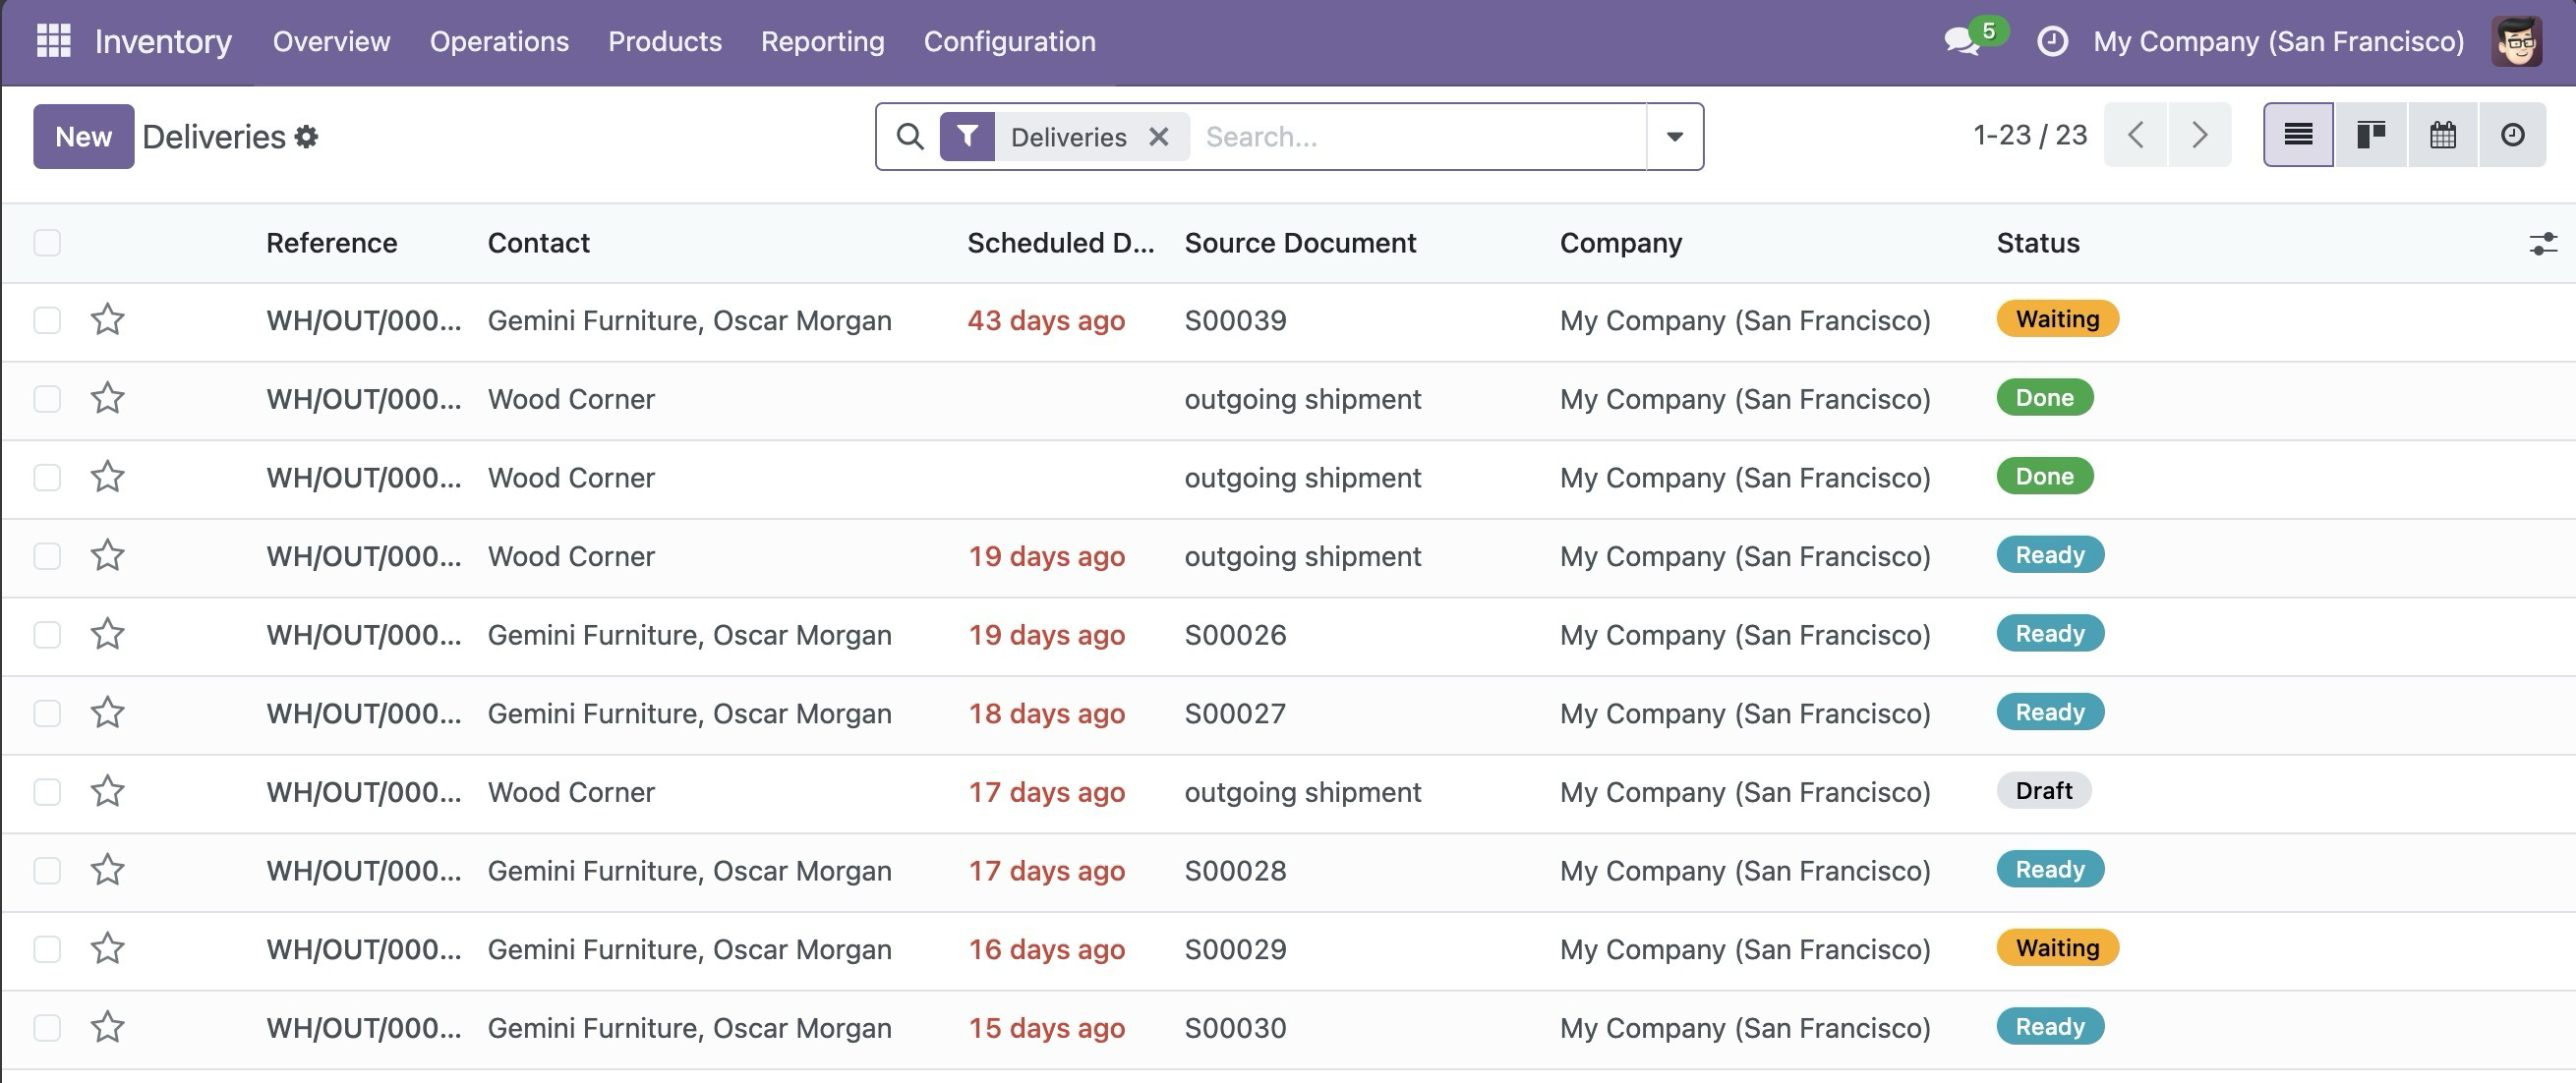 Inventory Overview Operations Products Reporting Configuration 5 My Company (San Francisco)
New Deliveries Deliveries Search... 1-23 / 23
Reference Contact Scheduled D... Source Document Company Status
WH/OUT/000... Gemini Furniture, Oscar Morgan 43 days ago S00039 My Company (San Francisco) Waiting
WH/OUT/000... Wood Corner outgoing shipment My Company (San Francisco) Done
WH/OUT/000... Wood Corner outgoing shipment My Company (San Francisco) Done
WH/OUT/000... Wood Corner 19 days ago outgoing shipment My Company (San Francisco) Ready
WH/OUT/000... Gemini Furniture, Oscar Morgan 19 days ago S00026 My Company (San Francisco) Ready
WH/OUT/000... Gemini Furniture, Oscar Morgan 18 days ago S00027 My Company (San Francisco) Ready
WH/OUT/000... Wood Corner 17 days ago outgoing shipment My Company (San Francisco) Draft
WH/OUT/000... Gemini Furniture, Oscar Morgan 17 days ago S00028 My Company (San Francisco) Ready
WH/OUT/000... Gemini Furniture, Oscar Morgan 16 days ago S00029 My Company (San Francisco) Waiting
WH/OUT/000... Gemini Furniture, Oscar Morgan 15 days ago S00030 My Company (San Francisco) Ready